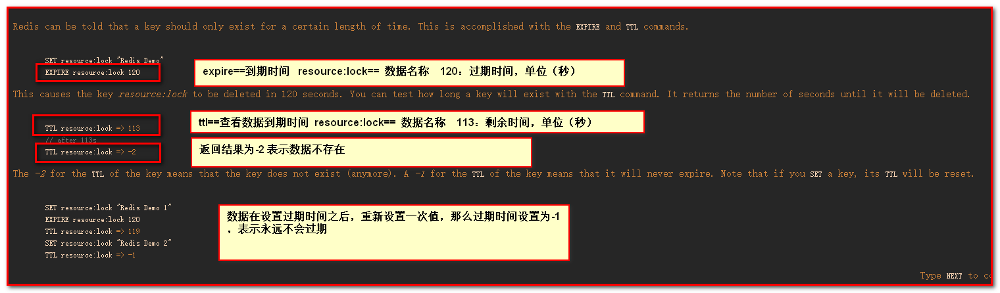 Redis can be told that a key should only exist for a certain length of time. This is accomplished with the EXPIRE and TTL commands.
SET resource:lock "Redis Demo"
EXPIRE resource:lock 120
expire==到期时间 resource:lock== 数据名称 120：过期时间，单位（秒）
This causes the key resource:lock to be deleted in 120 seconds. You can test how long a key will exist with the TTL command. It returns the number of seconds until it will be deleted.
TTL resource:lock => 113
ttl==查看数据到期时间 resource:lock== 数据名称 113：剩余时间，单位（秒）
// after 113s
TTL resource:lock => -2
返回结果为-2 表示数据不存在
The -2 for the TTL of the key means that the key does not exist (anymore). A -1 for the TTL of the key means that it will never expire. Note that if you SET a key, its TTL will be reset.
SET resource:lock "Redis Demo 1"
EXPIRE resource:lock 120
TTL resource:lock => 119
SET resource:lock "Redis Demo 2"
TTL resource:lock => -1
数据在设置过期时间之后，重新设置一次值，那么过期时间设置为-1
，表示永远不会过期
Type NEXT to co